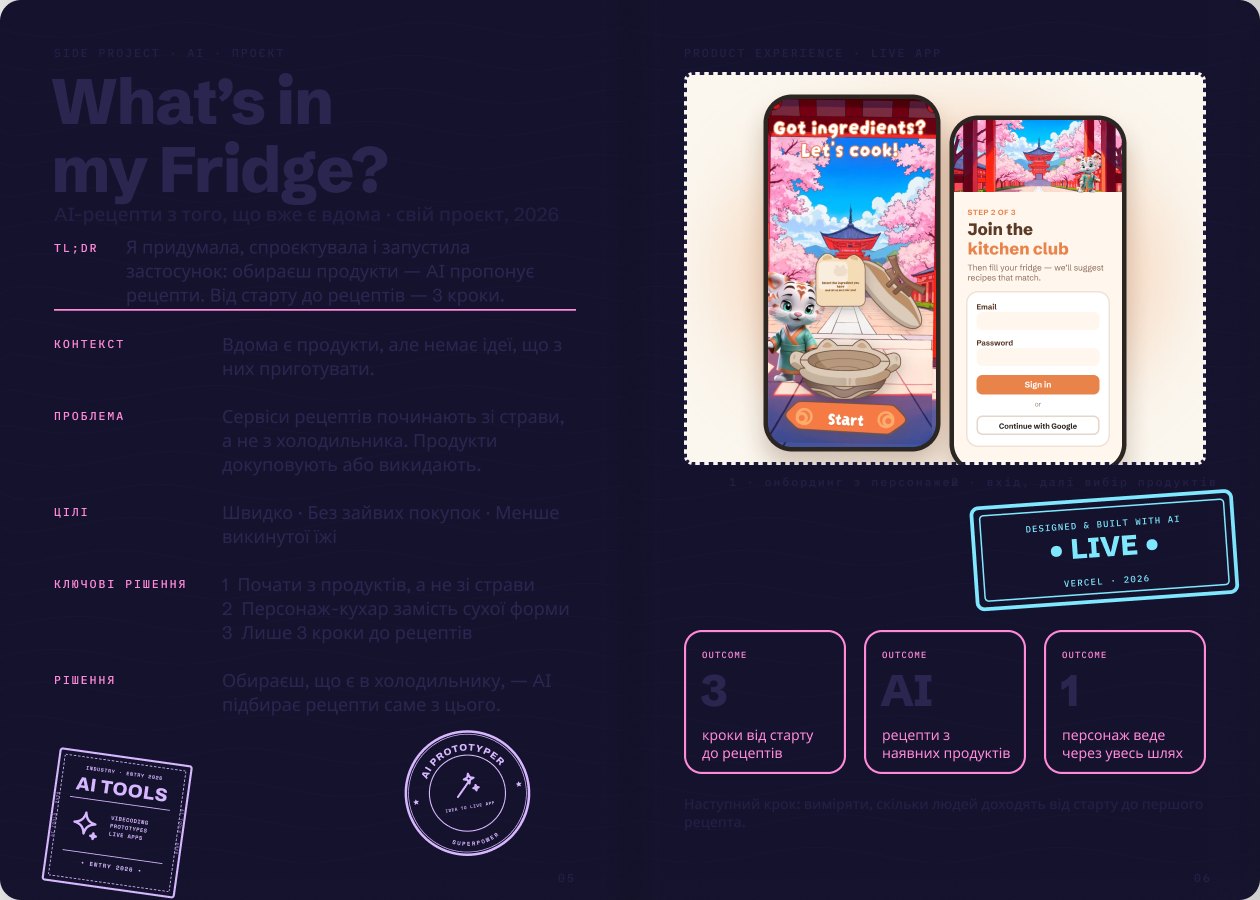 SIDE PROJECT · AI · ПРОЄКТ
What's in
my Fridge?
AI-рецепти з того, що вже є вдома · свій проєкт, 2026
TL;DR
Я придумала, спроєктувала і запустила
застосунок: обираєш продукти — AI пропонує
рецепти. Від старту до рецептів — 3 кроки.
КОНТЕКСТ
Вдома є продукти, але немає ідеї, що з
них приготувати.
ПРОБЛЕМА
Сервіси рецептів починають зі страви,
а не з холодильника. Продукти
докуповують або викидають.
ЦІЛІ
Швидко · Без зайвих покупок · Менше
викинутої їжі
КЛЮЧОВІ РІШЕННЯ
1 Почати з продуктів, а не зі страви
2 Персонаж-кухар замість сухої форми
3 Лише 3 кроки до рецептів
РІШЕННЯ
Обираєш, що є в холодильнику, — AI
підбирає рецепти саме з цього.
INDUSTRY · ENTRY 2026
AI TOOLS
VIBECODING
PROTOTYPES
LIVE APPS
• ENTRY 2026 •
AI PROTOTYPER
IDEA TO LIVE APP
SUPERPOWER
05
PRODUCT EXPERIENCE · LIVE APP
Got ingredients?
Let's cook!
Start
STEP 2 OF 3
Join the
kitchen club
Then fill your fridge — we'll suggest
recipes that match.
Email
Password
Sign in
or
Continue with Google
1 · онбординг з персонажем
2 · вхід, далі вибір продуктів
DESIGNED & BUILT WITH AI
• LIVE •
VERCEL · 2026
OUTCOME
3
кроки від старту
до рецептів
OUTCOME
AI
рецепти з
наявних продуктів
OUTCOME
1
персонаж веде
через увесь шлях
Наступний крок: виміряти, скільки людей доходять від старту до першого
рецепта.
06